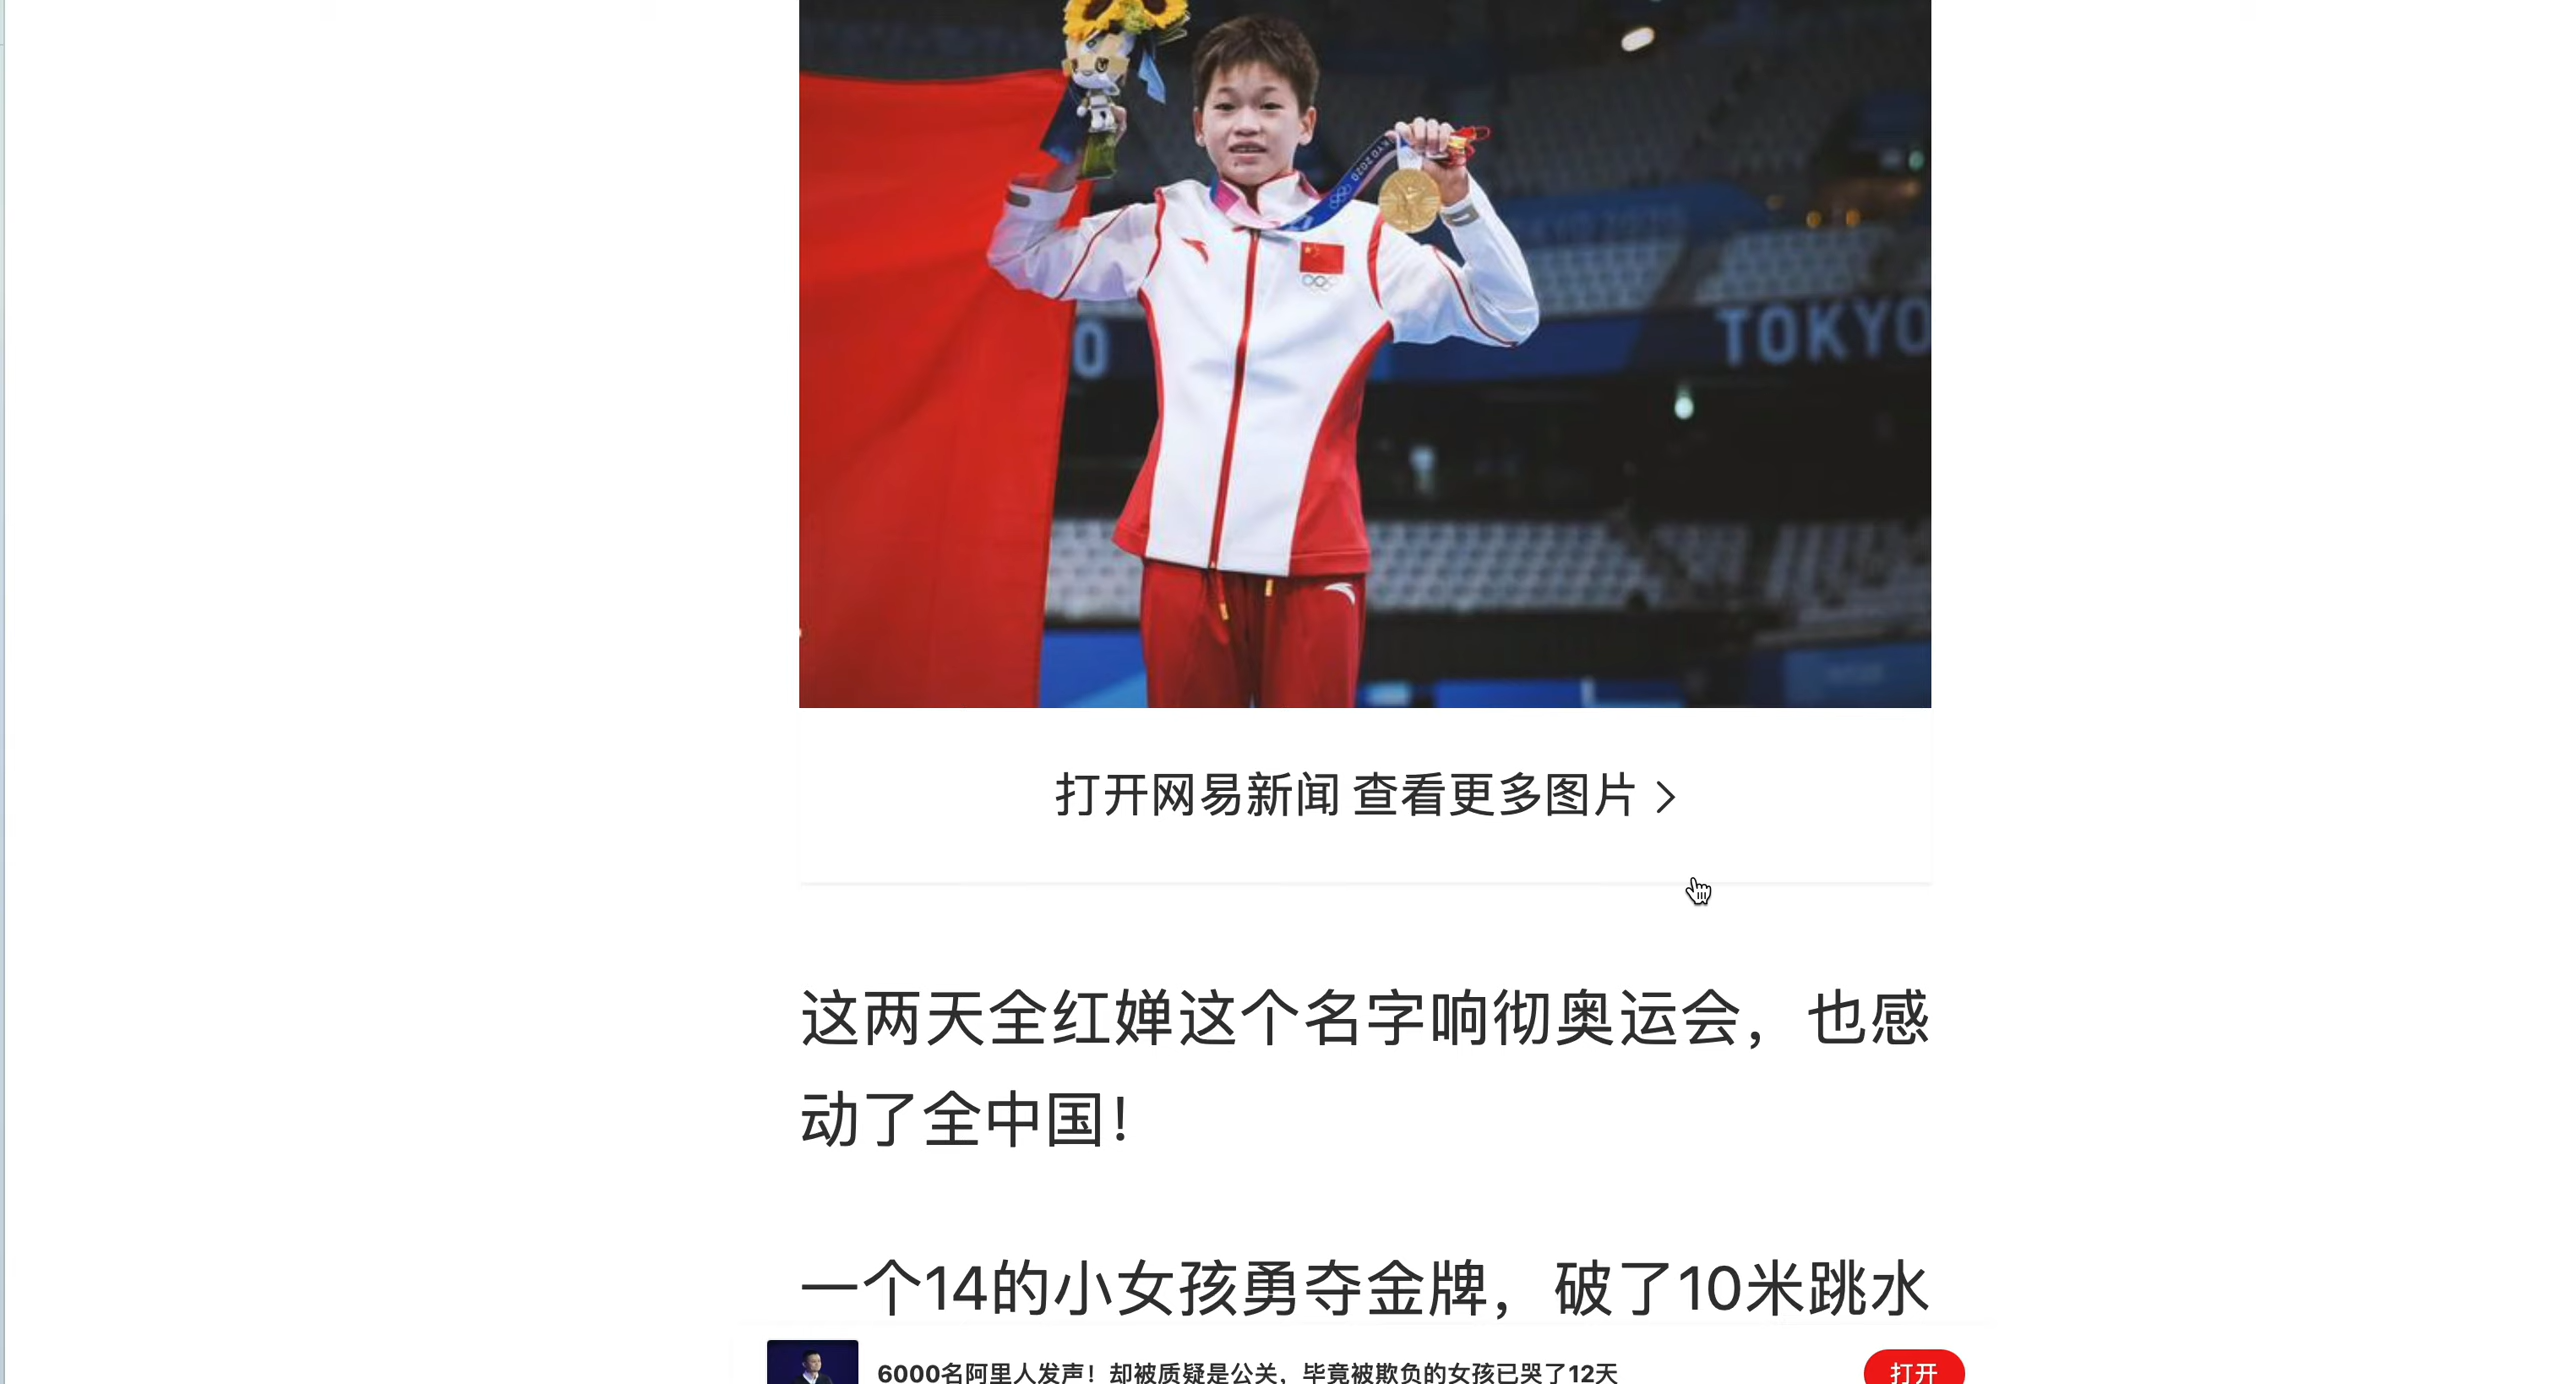 TOKYO 2020
TOKYO
O
打开网易新闻 查看更多图片 >
这两天全红婵这个名字响彻奥运会，也感
动了全中国！
一个14的小女孩勇夺金牌，破了10米跳水
6000名阿里人发声！却被质疑是公关，毕竟被欺负的女孩已哭了12天
打开